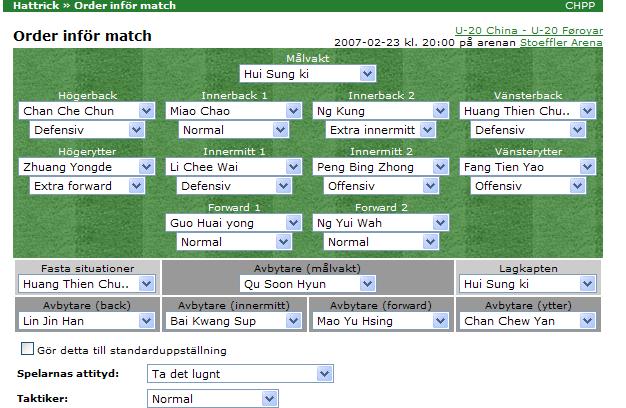 Hattrick » Order inför match CHPP
Order inför match
U-20 China - U-20 Føroyar
2007-02-23 kl. 20:00 på arenan Stoeffler Arena
Målvakt
Hui Sung ki
Högerback Innerback 1 Innerback 2 Vänsterback
Chan Che Chun Miao Chao Ng Kung Huang Thien Chu..
Defensiv Normal Extra innermitt Defensiv
Högerytter Innermitt 1 Innermitt 2 Vänsterytter
Zhuang Yongde Li Chee Wai Peng Bing Zhong Fang Tien Yao
Extra forward Defensiv Offensiv Offensiv
Forward 1 Forward 2
Guo Huai yong Ng Yui Wah
Normal Normal
Fasta situationer Avbytare (målvakt) Lagkapten
Huang Thien Chu.. Qu Soon Hyun Hui Sung ki
Avbytare (back) Avbytare (innermitt) Avbytare (forward) Avbytare (ytter)
Lin Jin Han Bai Kwang Sup Mao Yu Hsing Chan Chew Yan
Gör detta till standarduppställning
Spelarnas attityd: Ta det lugnt
Taktiker: Normal